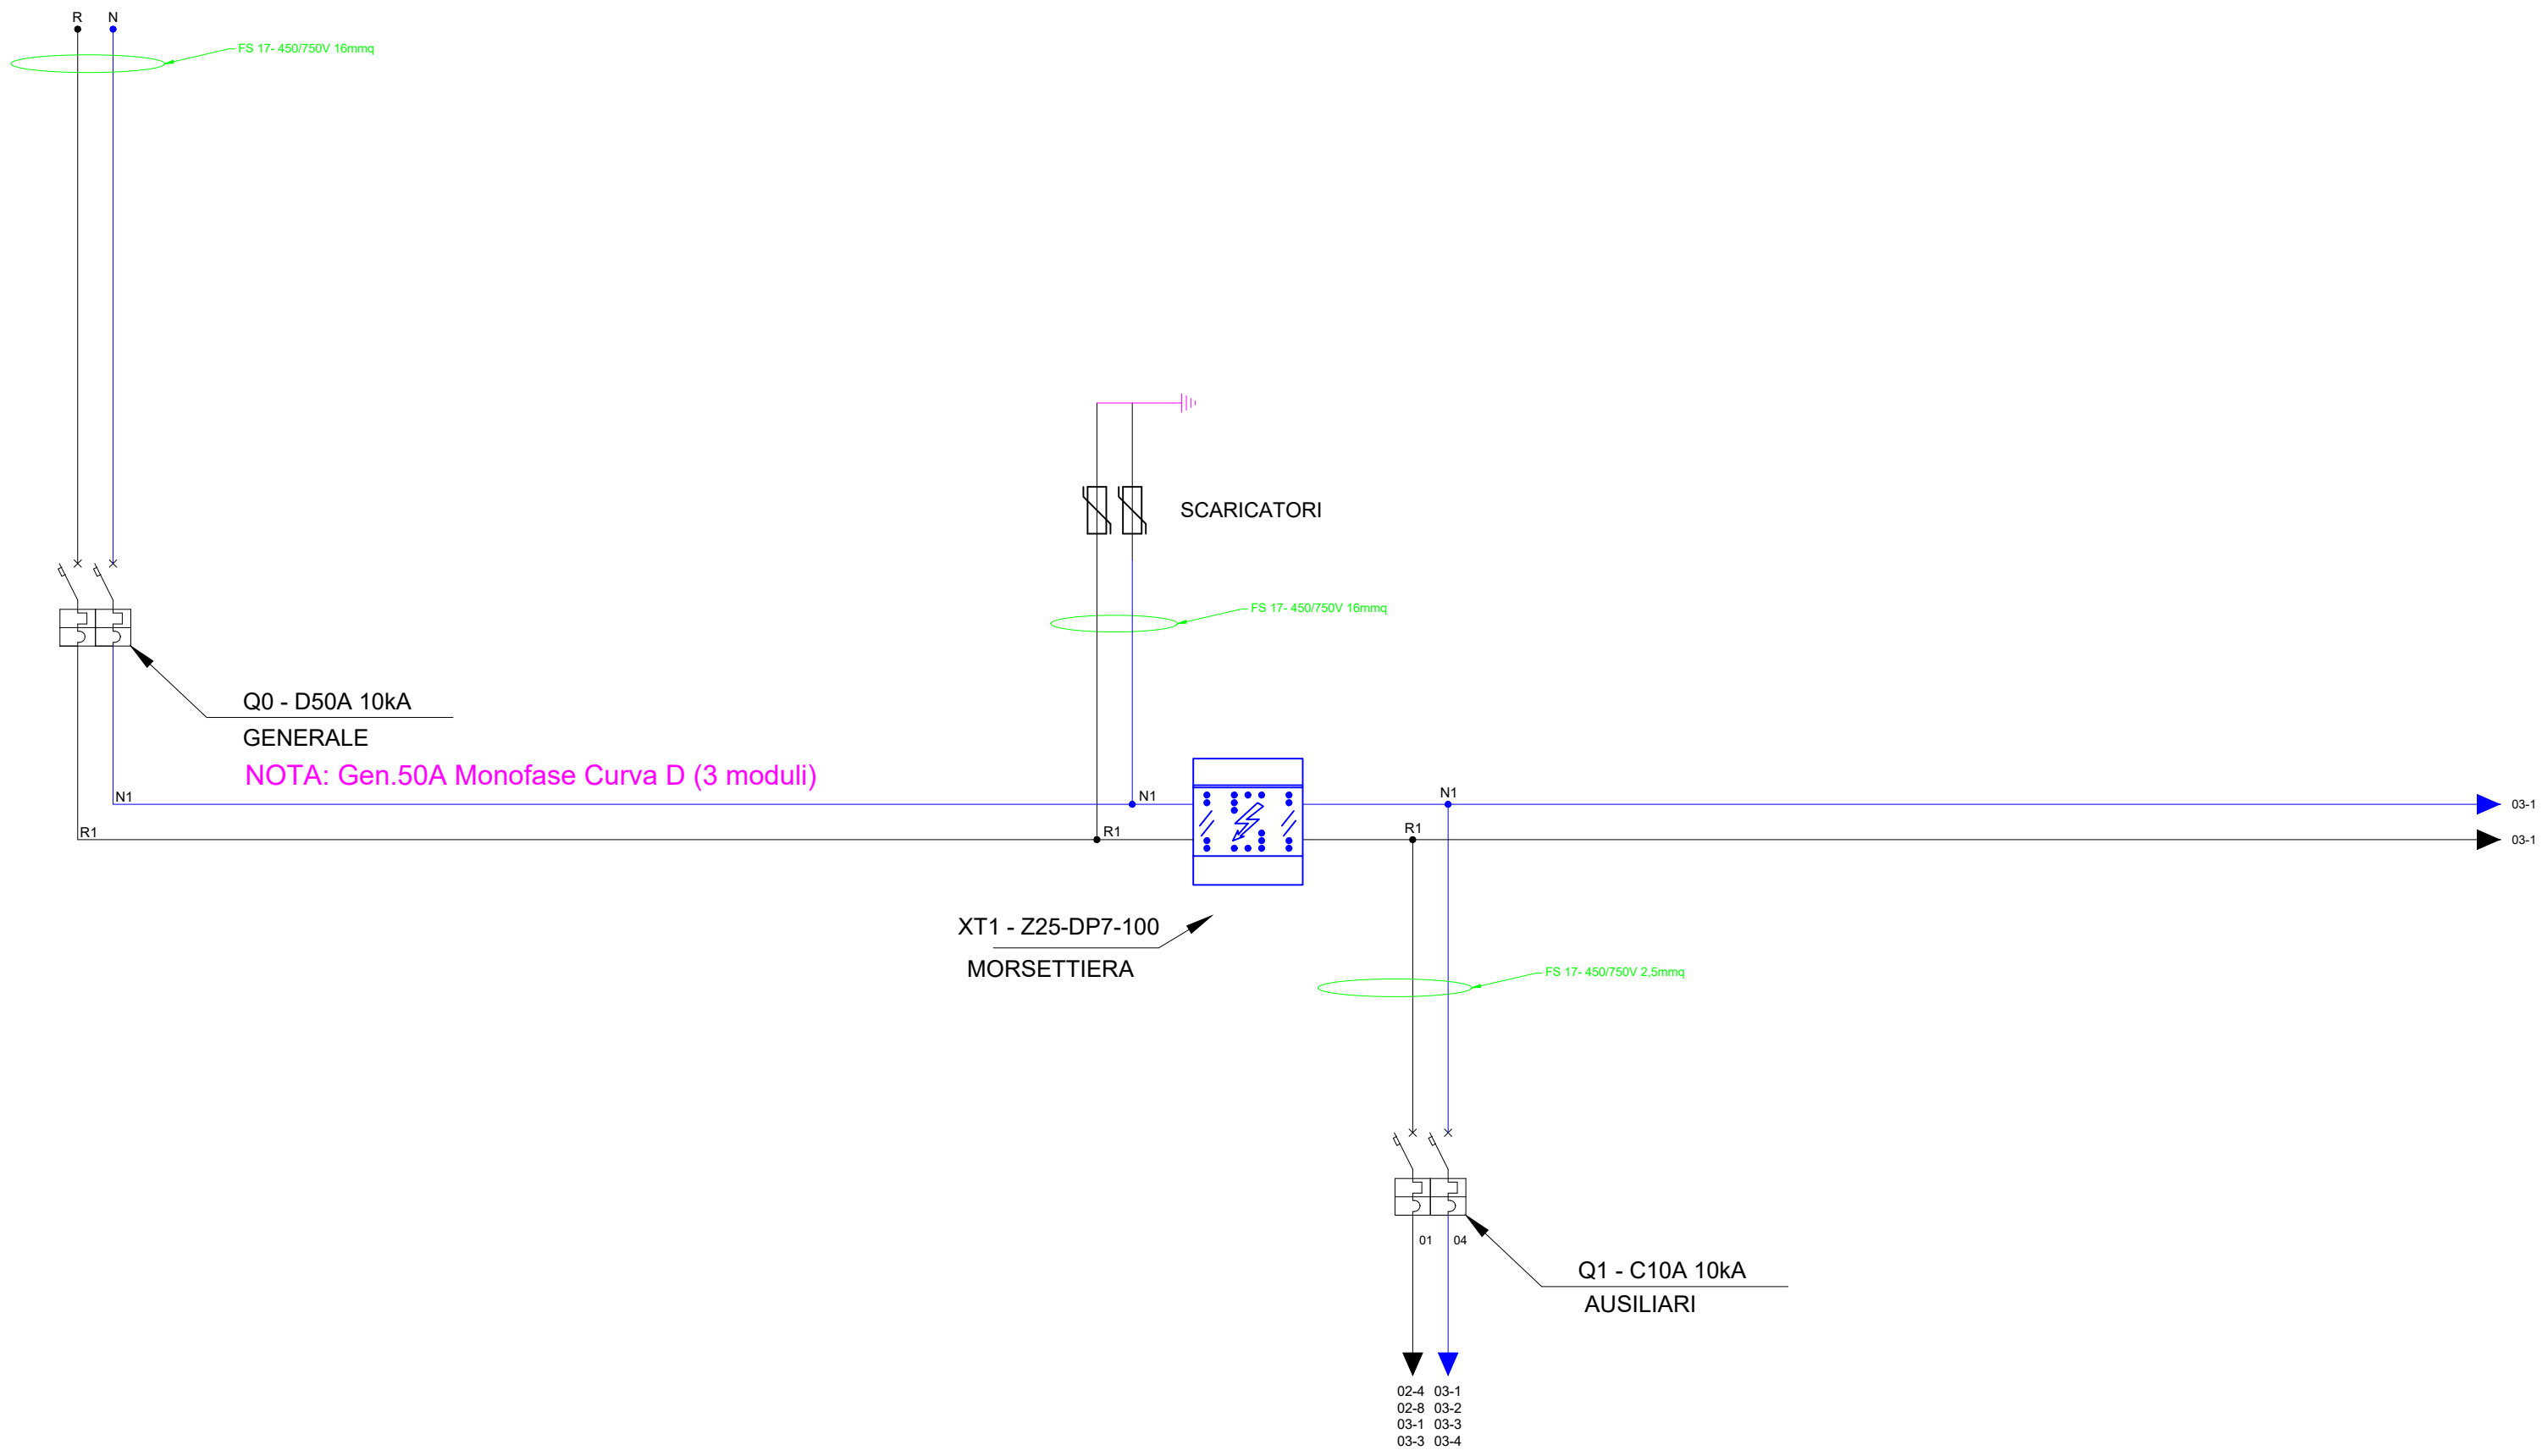 R N
FS 17- 450/750V 16mmq
SCARICATORI
FS 17- 450/750V 16mmq
Q0 - D50A 10kA
GENERALE
NOTA: Gen.50A Monofase Curva D (3 moduli)
N1
N1
N1
03-1
R1
R1
R1
03-1
XT1 - Z25-DP7-100
MORSETTIERA
FS 17- 450/750V 2,5mmq
01 04
Q1 - C10A 10kA
AUSILIARI
02-4 03-1
02-8 03-2
03-1 03-3
03-3 03-4